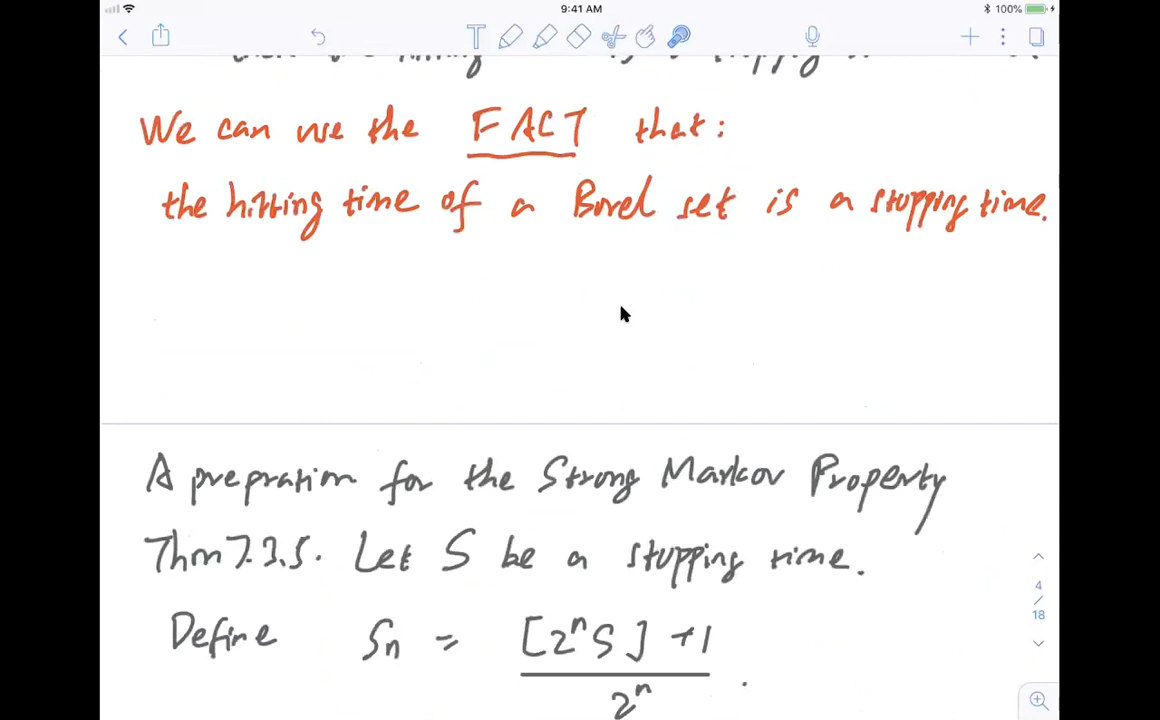 9:41 AM
100%
We can use the FACT that:
the hitting time of a Borel set is a stopping time.
A prepration for the Strong Markov Property
Thm 7.3.5. Let S be a stopping time.
Define Sn = [2^n S] + 1
2^n .
4
/
18